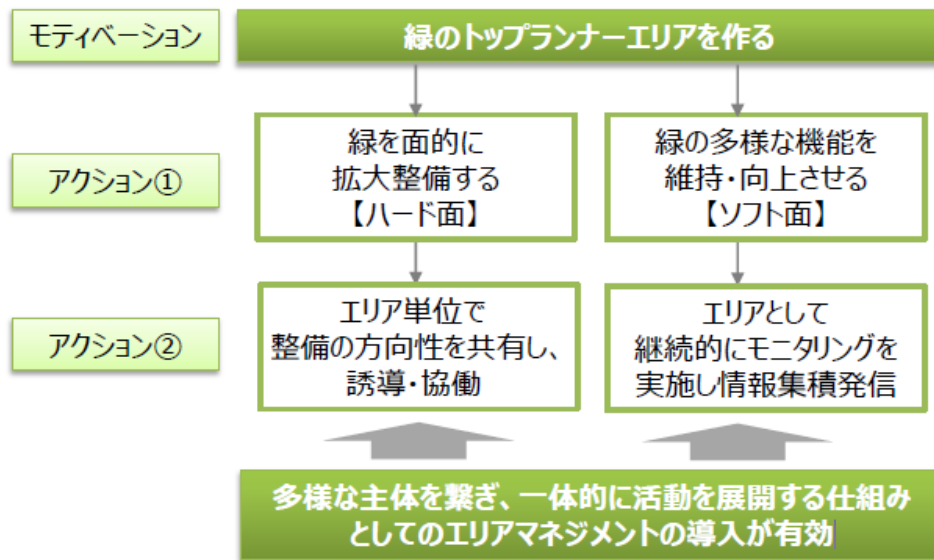 モティベーション
緑のトップランナーエリアを作る
アクション①
緑を面的に
拡大整備する
【ハード面】
緑の多様な機能を
維持・向上させる
【ソフト面】
アクション②
エリア単位で
整備の方向性を共有し、
誘導・協働
エリアとして
継続的にモニタリングを
実施し情報集積発信
多様な主体を繋ぎ、一体的に活動を展開する仕組み
としてのエリアマネジメントの導入が有効